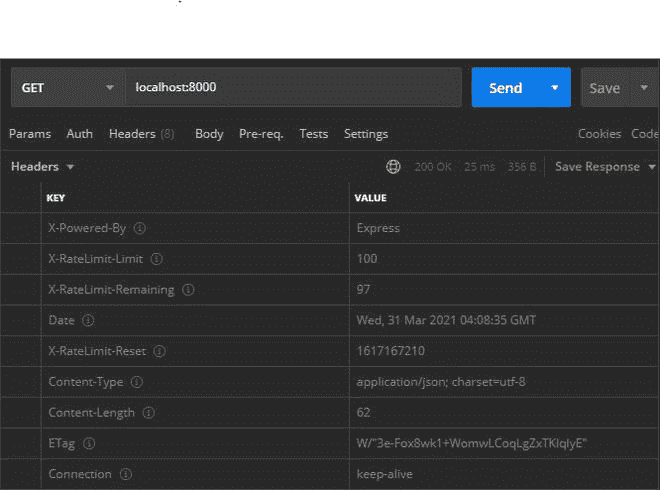 GET localhost:8000 Send Save
Params Auth Headers (8) Body Pre-req. Tests Settings Cookies Code
Headers 200 OK 25 ms 356 B Save Response
KEY VALUE
X-Powered-By Express
X-RateLimit-Limit 100
X-RateLimit-Remaining 97
Date Wed, 31 Mar 2021 04:08:35 GMT
X-RateLimit-Reset 1617167210
Content-Type application/json; charset=utf-8
Content-Length 62
ETag
Connection keep-alive